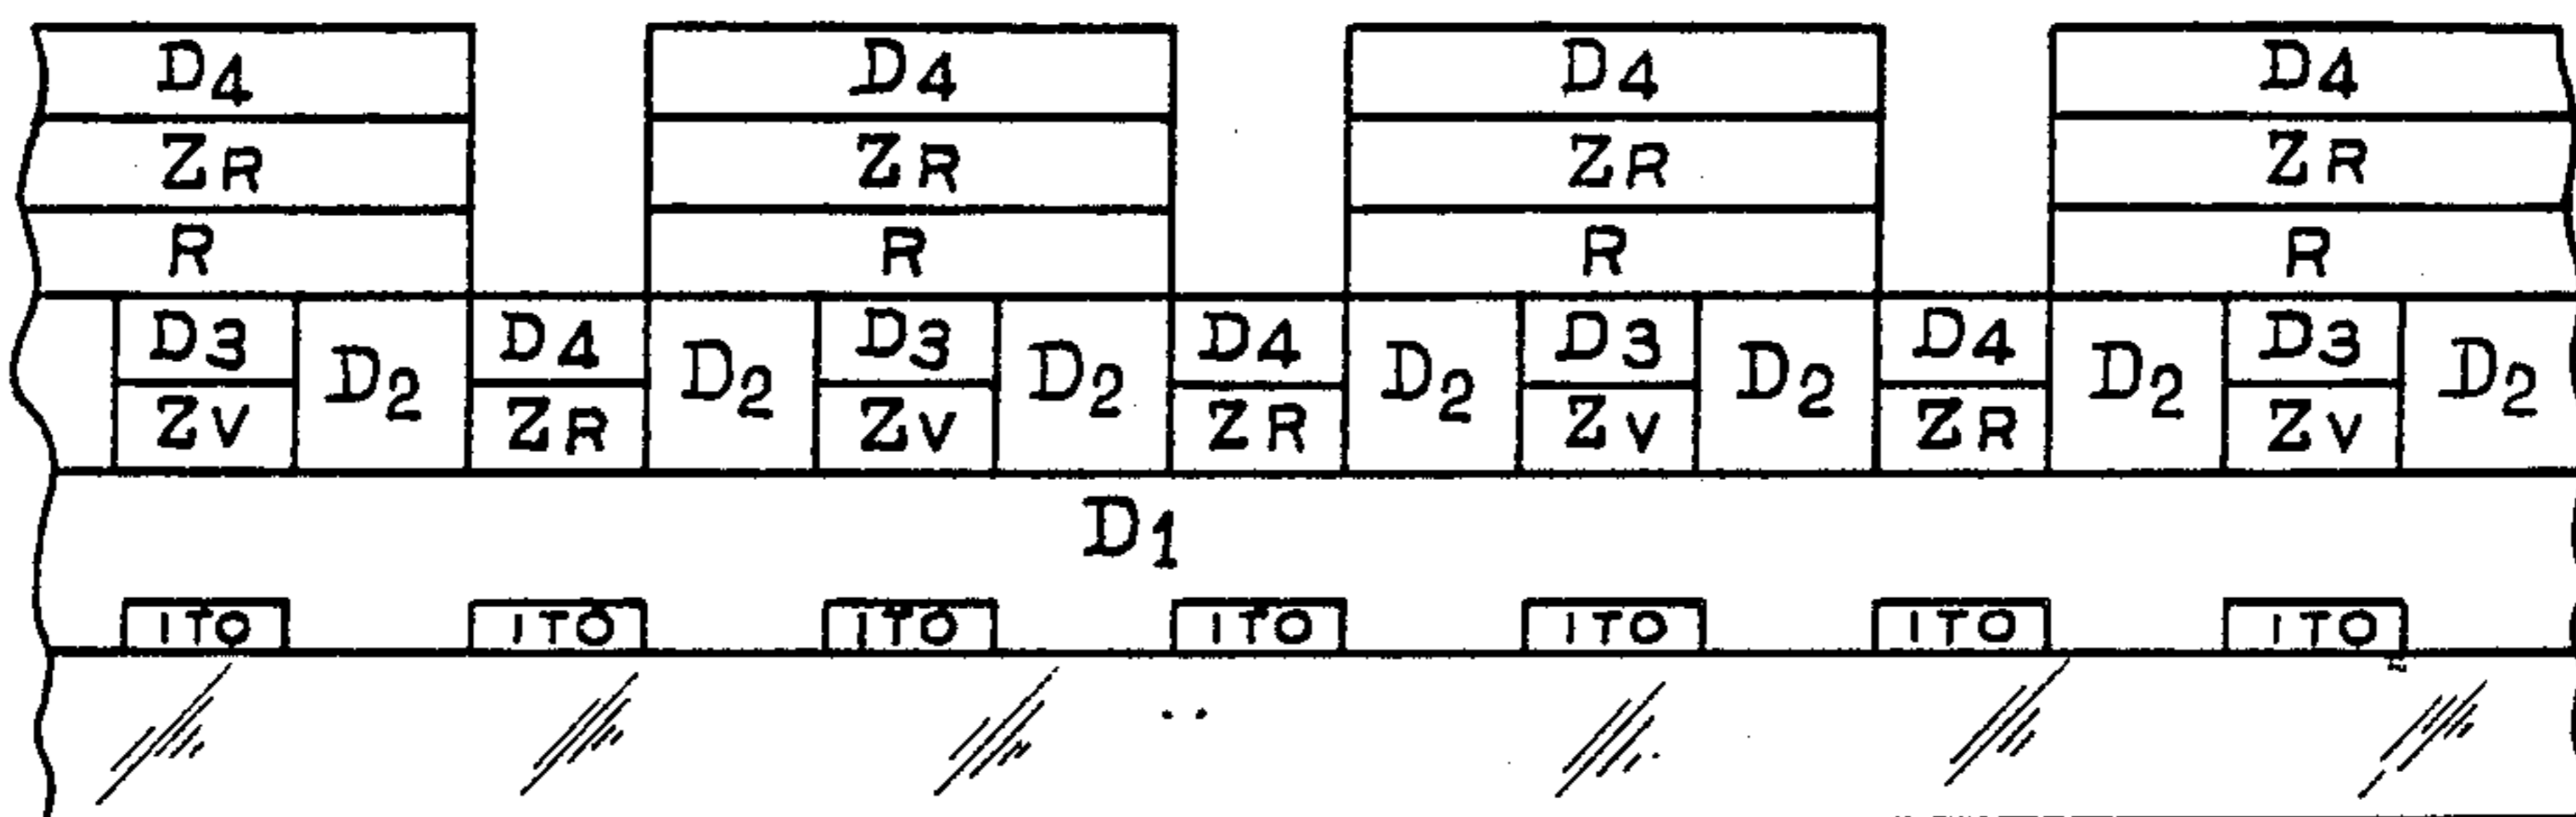 D4 D4 D4 D4
ZR ZR ZR ZR
R R R R
D3 D2 D4 D2 D3 D2 D4 D2 D3 D2 D4 D2 D3 D2
ZV ZR ZV ZR ZV ZR ZV
D1
ITO ITO ITO ITO ITO ITO ITO